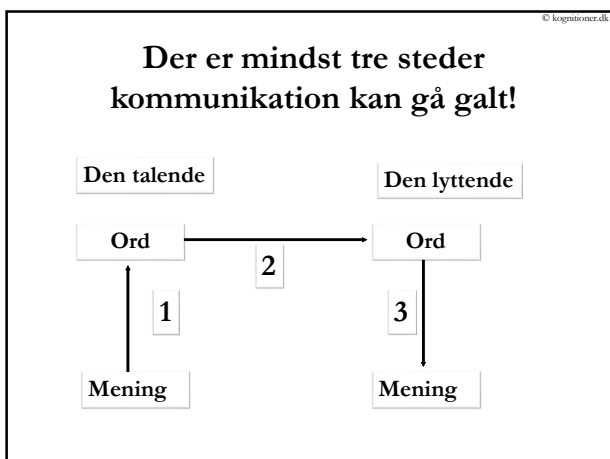 © kognitioner.dk
Der er mindst tre steder
kommunikation kan gå galt!
Den talende
Den lyttende
Ord
Ord
2
1
3
Mening
Mening